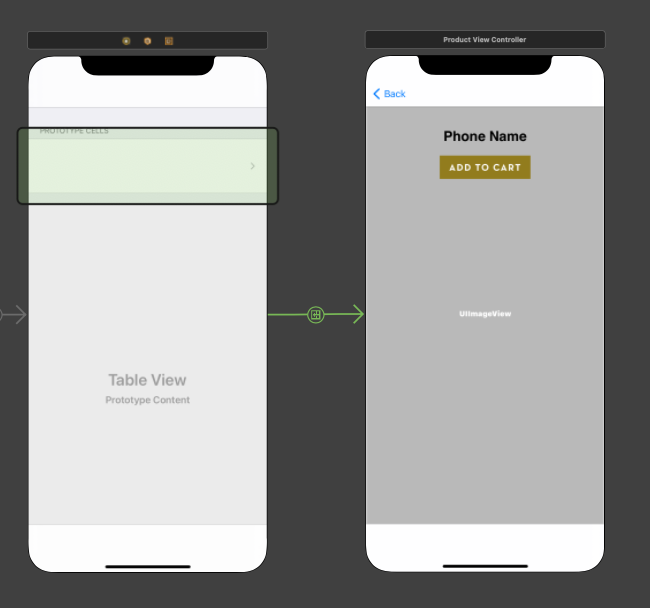 Product View Controller
Back
PROTOTYPE CELLS
Phone Name
ADD TO CART
UIImageView
Table View
Prototype Content